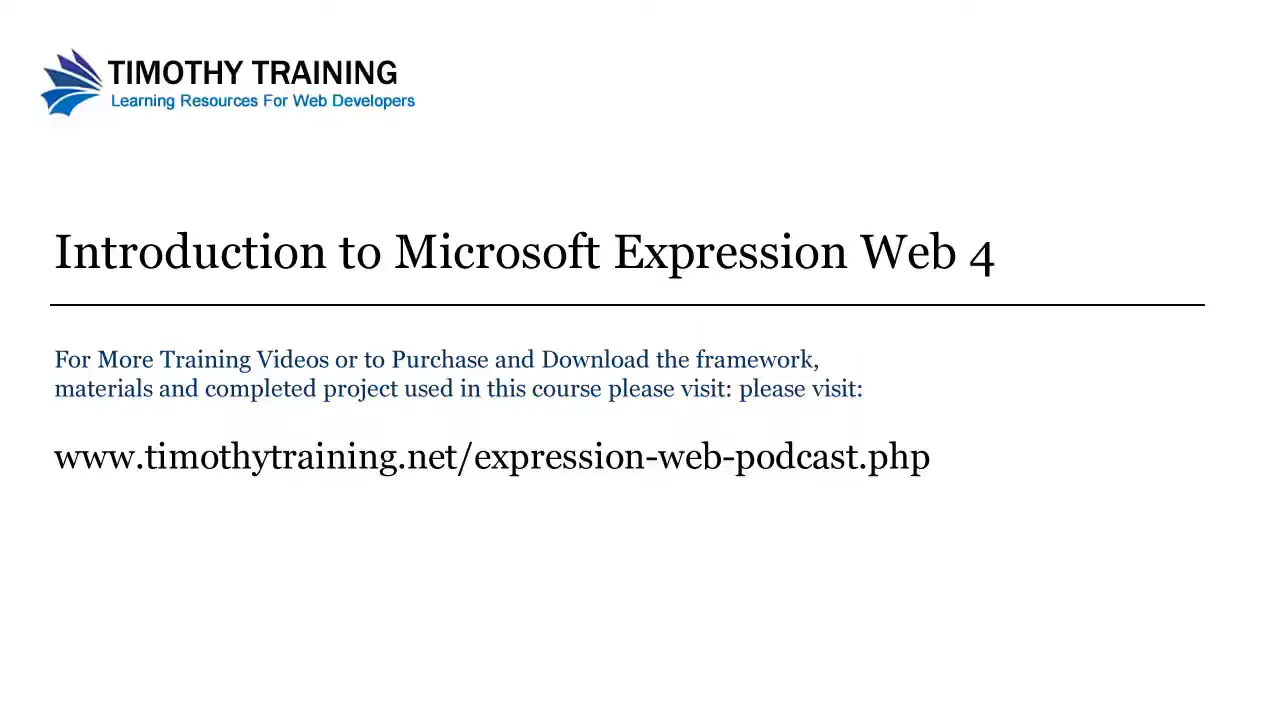 TIMOTHY TRAINING
Learning Resources For Web Developers
Introduction to Microsoft Expression Web 4
For More Training Videos or to Purchase and Download the framework,
materials and completed project used in this course please visit: please visit:
www.timothytraining.net/expression-web-podcast.php